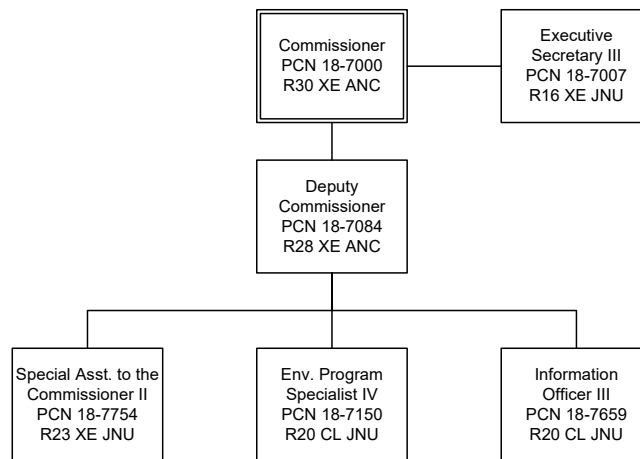 Commissioner
PCN 18-7000
R30 XE ANC
Executive
Secretary III
PCN 18-7007
R16 XE JNU
Deputy
Commissioner
PCN 18-7084
R28 XE ANC
Special Asst. to the
Commissioner II
PCN 18-7754
R23 XE JNU
Env. Program
Specialist IV
PCN 18-7150
R20 CL JNU
Information
Officer III
PCN 18-7659
R20 CL JNU